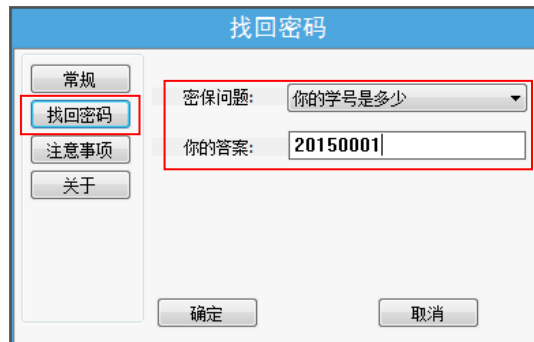 找回密码
常规
找回密码
注意事项
关于
密保问题: 你的学号是多少
你的答案: 20150001
确定 取消